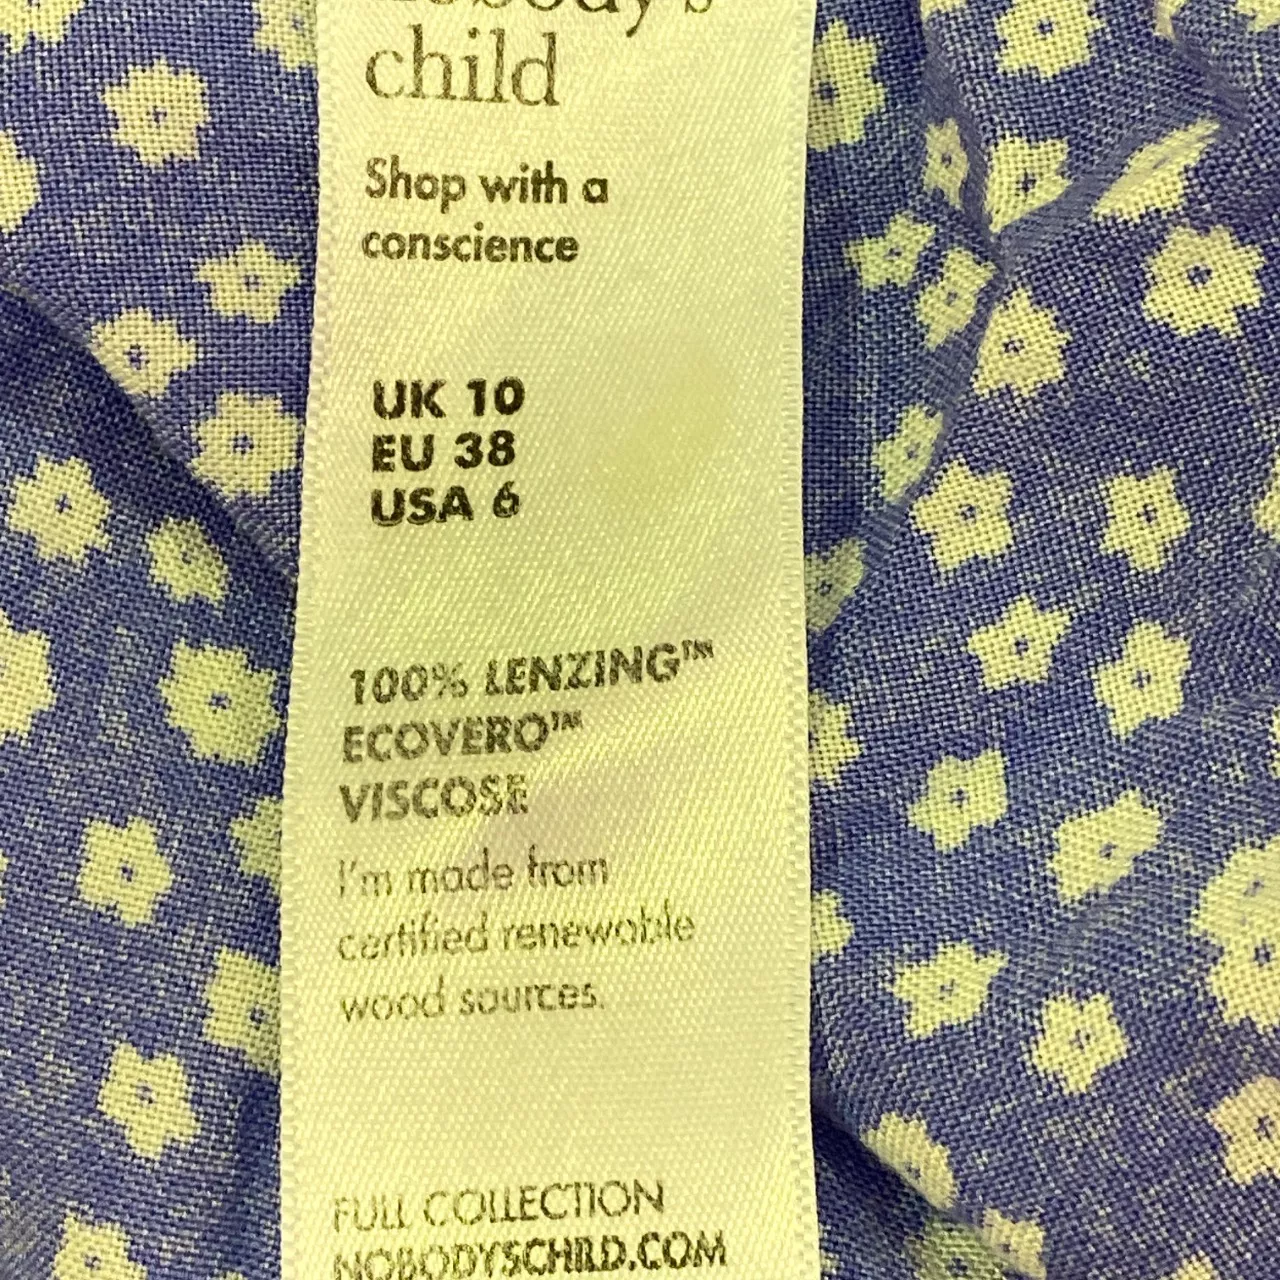 nobody's
child
Shop with a
conscience
UK 10
EU 38
USA 6
100% LENZING™
ECOVERO™
VISCOSE
I'm made from
certified renewable
wood sources.
FULL COLLECTION
NOBODYSCHILD.COM